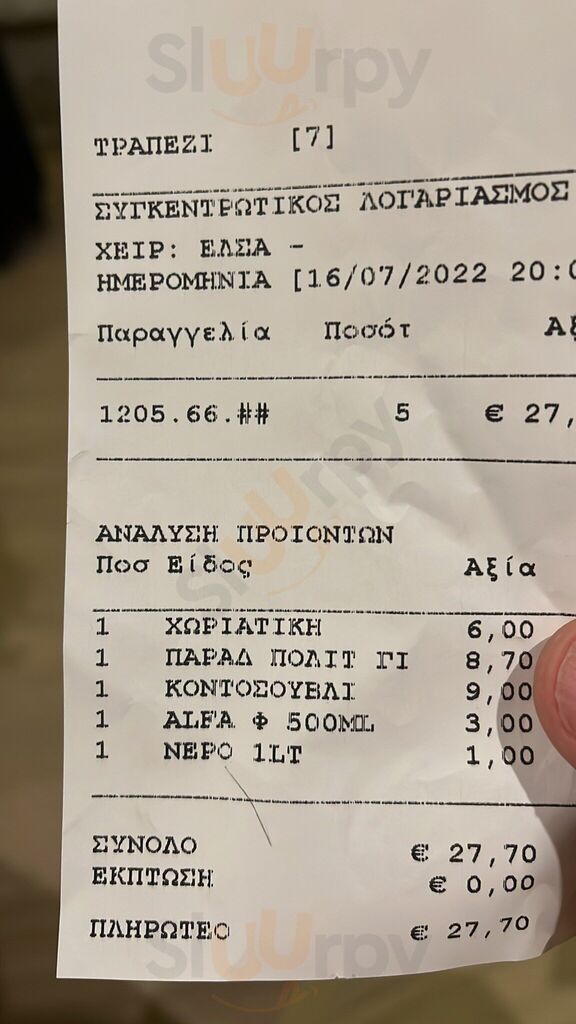 Sluurpy
ΤΡΑΠΕΖΙ [7]
ΣΥΓΚΕΝΤΡΩΤΙΚΟΣ ΛΟΓΑΡΙΑΣΜΟΣ
ΧΕΙΡ: ΕΛΣΑ -
ΗΜΕΡΟΜΗΝΙΑ [16/07/2022 20:0
Παραγγελία Ποσότ Αξ
1205.66.## 5 € 27,
Sluurpy
ΑΝΑΛΥΣΗ ΠΡΟΙΟΝΤΩΝ
Ποσ Είδος Αξία
1 ΧΩΡΙΑΤΙΚΗ 6,00
1 ΠΑΡΑΔ ΠΟΛΙΤ ΓΙ 8,70
1 ΚΟΝΤΟΣΟΥΒΛΙ 9,00
1 ALFA Φ 500ML 3,00
1 ΝΕΡΟ 1LT 1,00
ΣΥΝΟΛΟ € 27,70
ΕΚΠΤΩΣΗ € 0,00
ΠΛΗΡΩΤΕΟ € 27,70
Sluurpy